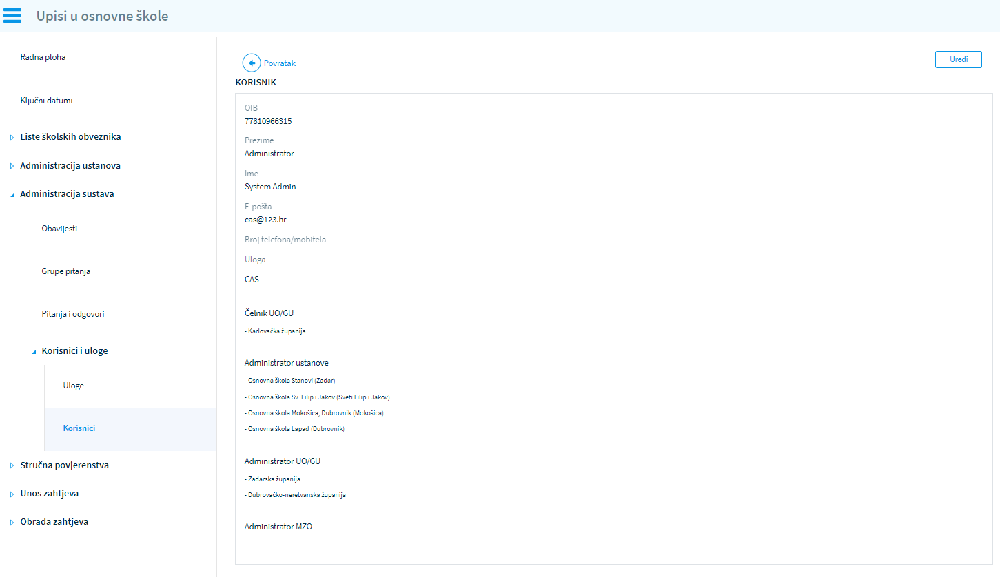 Upisi u osnovne škole
Radna ploha
Ključni datumi
Liste školskih obveznika
Administracija ustanova
Administracija sustava
Obavijesti
Grupe pitanja
Pitanja i odgovori
Korisnici i uloge
Uloge
Korisnici
Stručna povjerenstva
Unos zahtjeva
Obrada zahtjeva
Povratak
Uredi
KORISNIK
OIB
77810966315
Prezime
Administrator
Ime
System Admin
E-pošta
cas@123.hr
Broj telefona/mobitela
Uloga
CAS
Čelnik UO/GU
- Karlovačka županija
Administrator ustanove
- Osnovna škola Stanovi (Zadar)
- Osnovna škola Sv. Filip i Jakov (Sveti Filip i Jakov)
- Osnovna škola Mokošica, Dubrovnik (Mokošica)
- Osnovna škola Lapad (Dubrovnik)
Administrator UO/GU
- Zadarska županija
- Dubrovačko-neretvanska županija
Administrator MZO